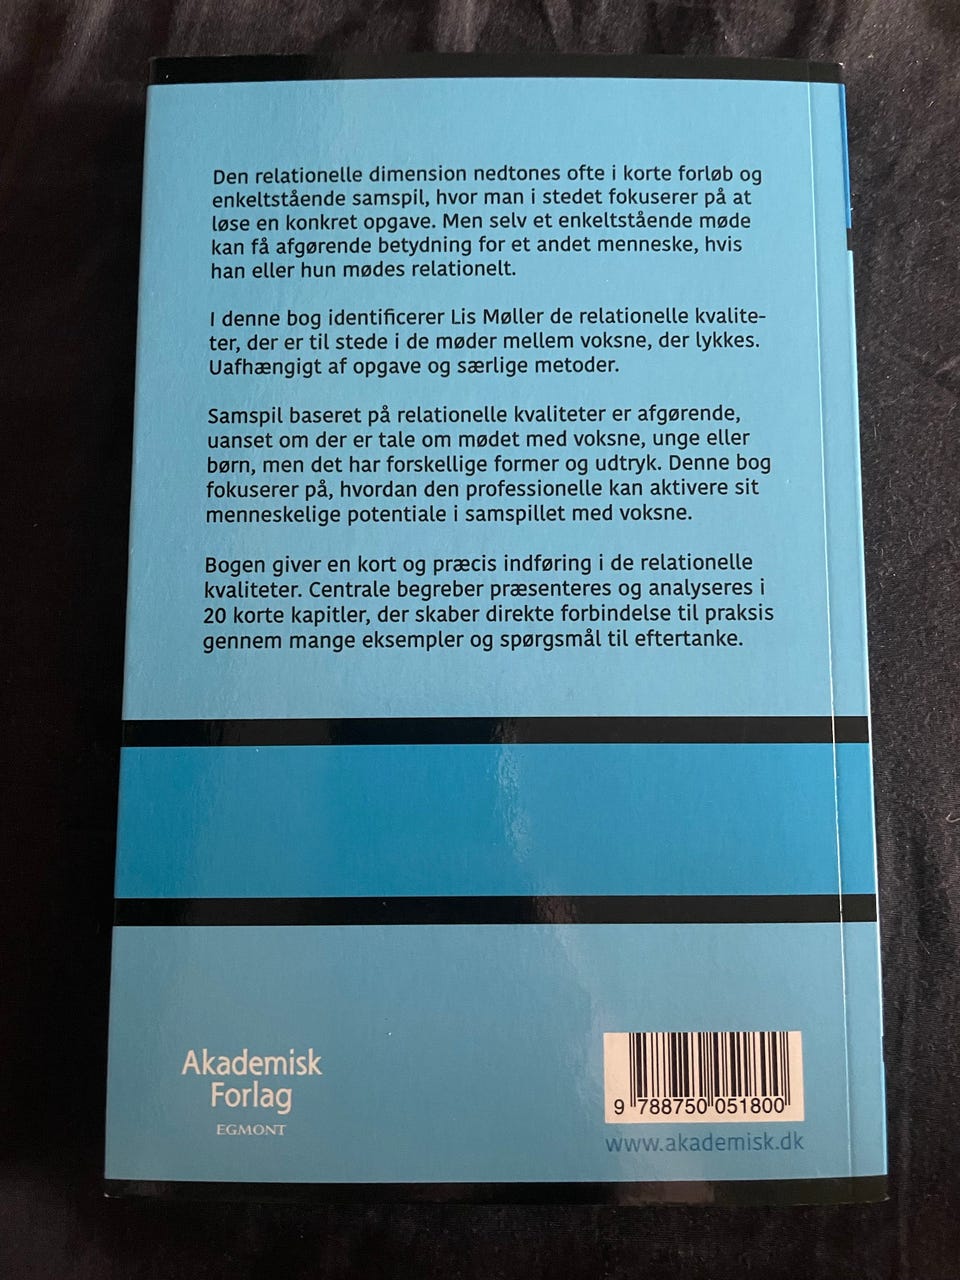 Den relationelle dimension nedtones ofte i korte forløb og
enkeltstående samspil, hvor man i stedet fokuserer på at
løse en konkret opgave. Men selv et enkeltstående møde
kan få afgørende betydning for et andet menneske, hvis
han eller hun mødes relationelt.
I denne bog identificerer Lis Møller de relationelle kvalite-
ter, der er til stede i de møder mellem voksne, der lykkes.
Uafhængigt af opgave og særlige metoder.
Samspil baseret på relationelle kvaliteter er afgørende,
uanset om der er tale om mødet med voksne, unge eller
børn, men det har forskellige former og udtryk. Denne bog
fokuserer på, hvordan den professionelle kan aktivere sit
menneskelige potentiale i samspillet med voksne.
Bogen giver en kort og præcis indføring i de relationelle
kvaliteter. Centrale begreber præsenteres og analyseres i
20 korte kapitler, der skaber direkte forbindelse til praksis
gennem mange eksempler og spørgsmål til eftertanke.
Akademisk
Forlag
EGMONT
9 788750 051800
www.akademisk.dk